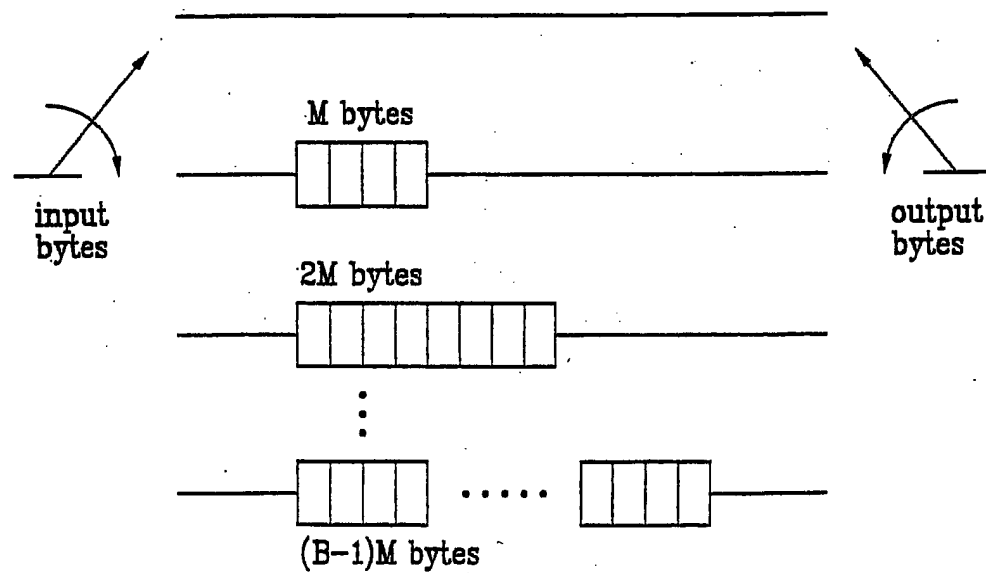 M bytes
input
bytes
output
bytes
2M bytes
(B-1)M bytes